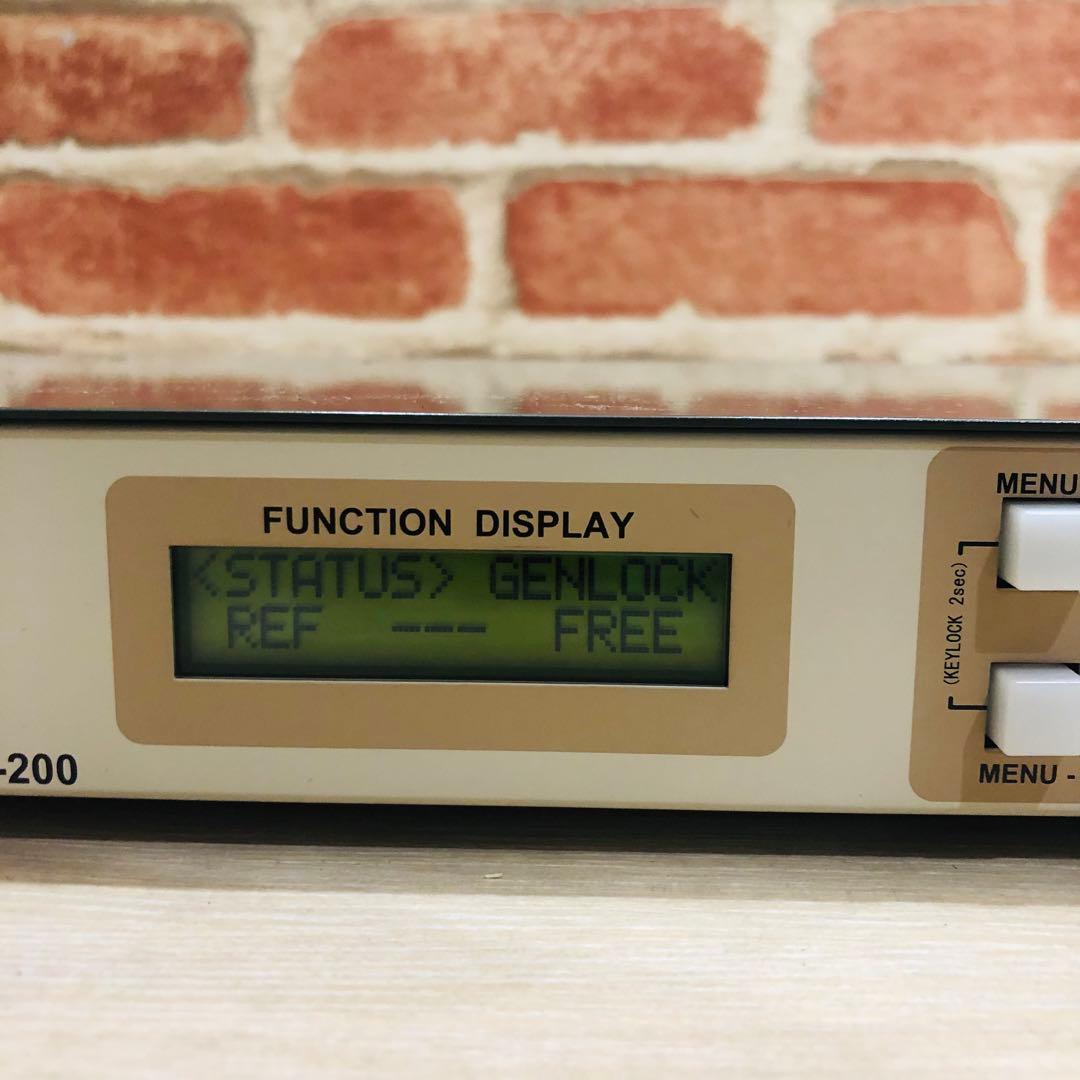 FUNCTION DISPLAY
<STATUS> GENLOCK
REF --- FREE
-200
MENU
(KEYLOCK 2sec)
MENU -